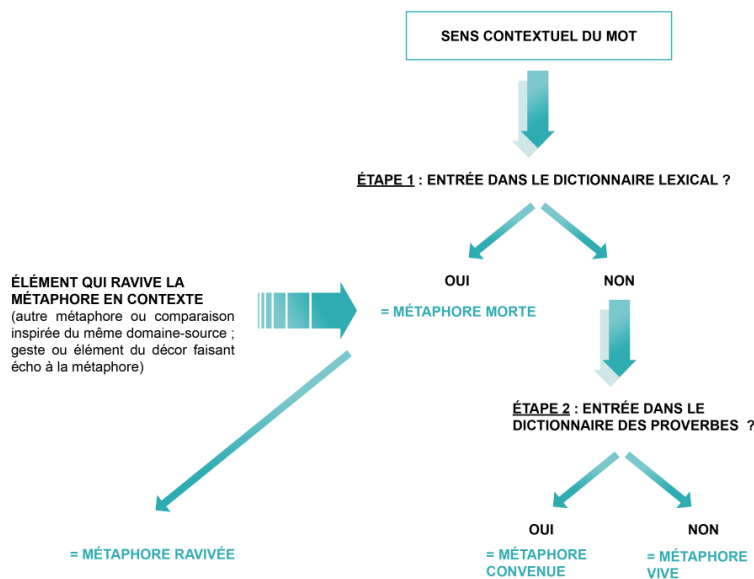 SENS CONTEXTUEL DU MOT
ÉTAPE 1 : ENTRÉE DANS LE DICTIONNAIRE LEXICAL ?
OUI
NON
= MÉTAPHORE MORTE
ÉLÉMENT QUI RAVIVE LA
MÉTAPHORE EN CONTEXTE
(autre métaphore ou comparaison
inspirée du même domaine-source ;
geste ou élément du décor faisant
écho à la métaphore)
ÉTAPE 2 : ENTRÉE DANS LE
DICTIONNAIRE DES PROVERBES ?
= MÉTAPHORE RAVIVÉE
OUI
= MÉTAPHORE
CONVENUE
NON
= MÉTAPHORE
VIVE